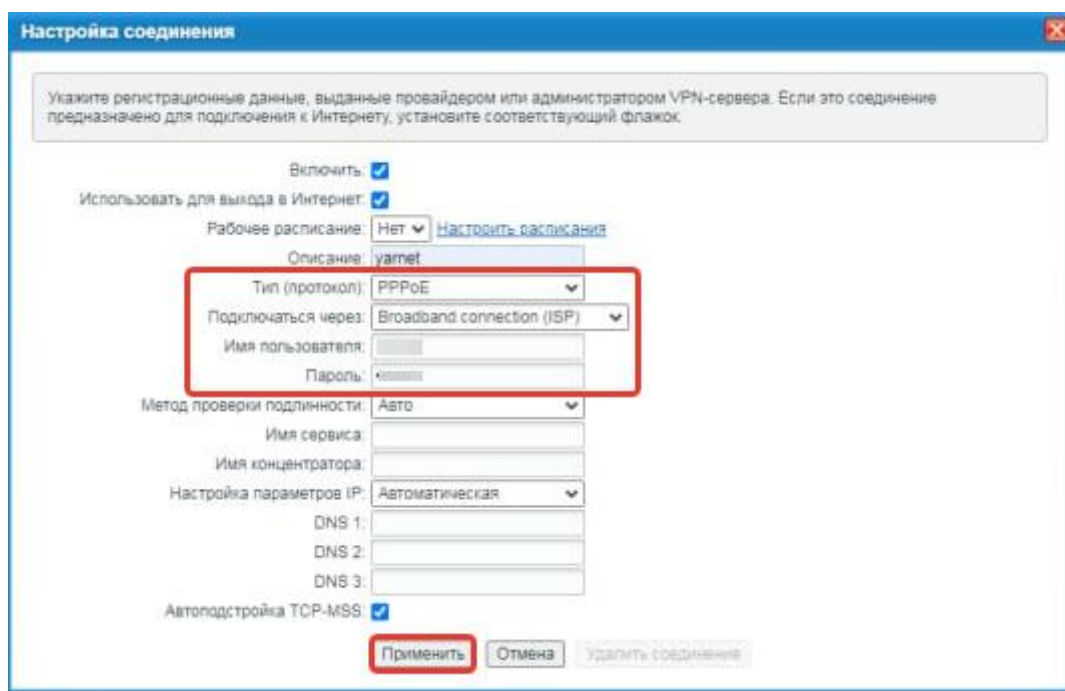 Настройка соединения
Укажите регистрационные данные, выданные провайдером или администратором VPN-сервера. Если это соединение
предназначено для подключения к Интернету, установите соответствующий флажок.
Включить:
Использовать для выхода в Интернет:
Рабочее расписание: Нет Настроить расписания
Описание: yarnet
Тип (протокол): PPPoE
Подключаться через: Broadband connection (ISP)
Имя пользователя:
Пароль:
Метод проверки подлинности: Авто
Имя сервиса:
Имя концентратора:
Настройка параметров IP: Автоматическая
DNS 1:
DNS 2:
DNS 3:
Автоподстройка TCP-MSS:
Применить Отмена Удалить соединение